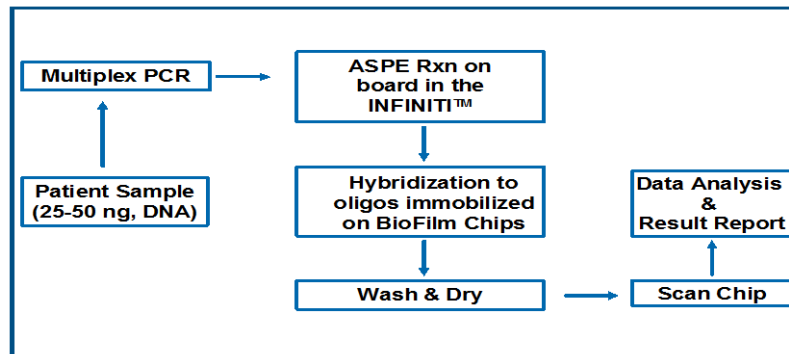 Multiplex PCR
ASPE Rxn on
board in the
INFINITI™
Patient Sample
(25-50 ng, DNA)
Hybridization to
oligos immobilized
on BioFilm Chips
Data Analysis
&
Result Report
Wash & Dry
Scan Chip